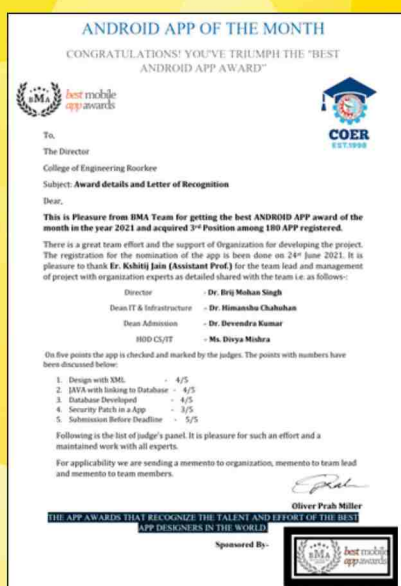 ANDROID APP OF THE MONTH
CONGRATULATIONS! YOU'VE TRIUMPH THE "BEST
ANDROID APP AWARD"
BMA
best mobile
app awards
COER
EST.1998
To,
The Director
College of Engineering Roorkee
Subject: Award details and Letter of Recognition
Dear,
This is Pleasure from BMA Team for getting the best ANDROID APP award of the
month in the year 2021 and acquired 3rd Position among 180 APP registered.
There is a great team effort and the support of Organization for developing the project.
The registration for the nomination of the app is been done on 24st June 2021. It is
pleasure to thank Er. Kshitij Jain (Assistant Prof.) for the team lead and management
of project with organization experts as detailed shared with the team i.e. as follows-:
Director - Dr. Brij Mohan Singh
Dean IT & Infrastructure - Dr. Himanshu Chahuhan
Dean Admission - Dr. Devendra Kumar
HOD CS/IT - Ms. Divya Mishra
On five points the app is checked and marked by the judges. The points with numbers have
been discussed below:
1. Design with XML - 4/5
2. JAVA with linking to Database - 4/5
3. Database Developed - 4/5
4. Security Patch in a App - 3/5
5. Submission Before Deadline - 5/5
Following is the list of judge's panel. It is pleasure for such an effort and a
maintained work with all experts.
For applicability we are sending a memento to organization, memento to team lead
and memento to team members.
Oliver Prah Miller
THE APP AWARDS THAT RECOGNIZE THE TALENT AND EFFORT OF THE BEST
APP DESIGNERS IN THE WORLD
Sponsored By-
BMA
best mobile
app awards